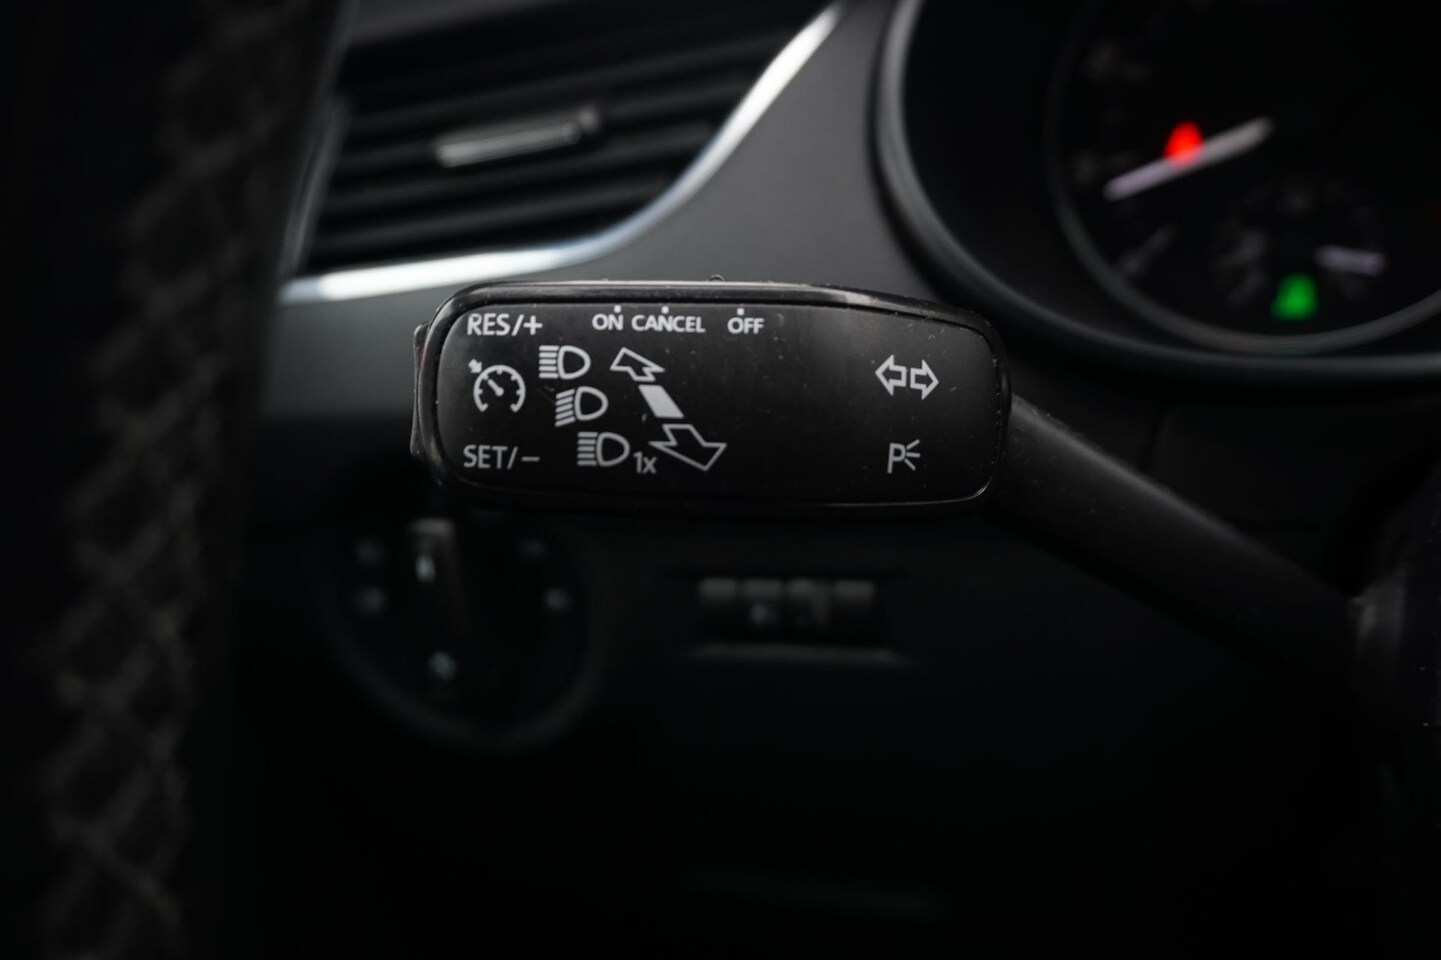 RES/+ ON CANCEL OFF
SET/- 1x P